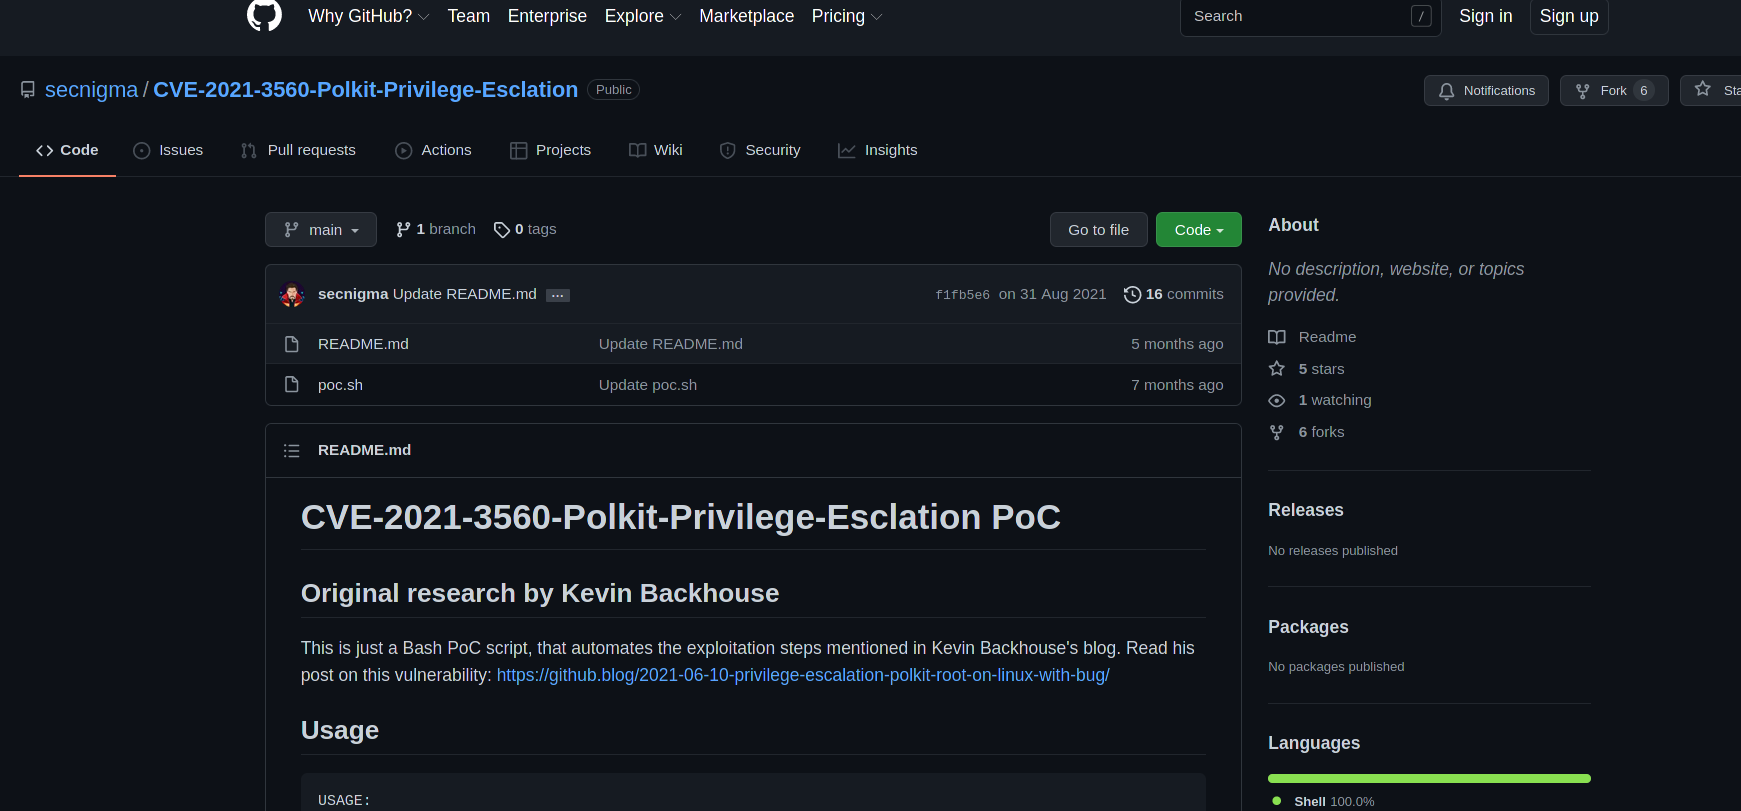 Why GitHub? Team Enterprise Explore Marketplace Pricing Search / Sign in Sign up
secnigma / CVE-2021-3560-Polkit-Privilege-Esclation Public Notifications Fork 6
Code Issues Pull requests Actions Projects Wiki Security Insights
main 1 branch 0 tags Go to file Code
secnigma Update README.md ... f1fb5e6 on 31 Aug 2021 16 commits
README.md Update README.md 5 months ago
poc.sh Update poc.sh 7 months ago
README.md
CVE-2021-3560-Polkit-Privilege-Esclation PoC
Original research by Kevin Backhouse
This is just a Bash PoC script, that automates the exploitation steps mentioned in Kevin Backhouse's blog. Read his
post on this vulnerability: https://github.blog/2021-06-10-privilege-escalation-polkit-root-on-linux-with-bug/
Usage
USAGE:
About
No description, website, or topics
provided.
Readme
5 stars
1 watching
6 forks
Releases
No releases published
Packages
No packages published
Languages
Shell 100.0%